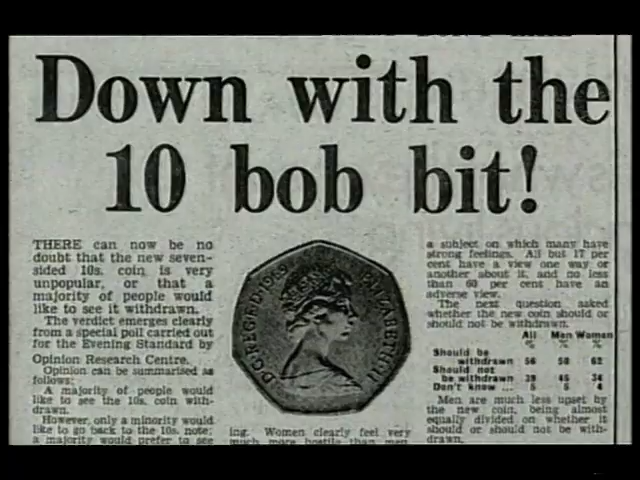 Down with the
10 bob bit!
THERE can now be no
doubt that the new seven-
sided 10s. coin is very
unpopular, or that a
majority of people would
like to see it withdrawn.
The verdict emerges clearly
from a special poll carried out
for the Evening Standard by
Opinion Research Centre.
Opinion can be summarised as
follows:
A majority of people would
like to see the 10s. coin with-
drawn.
However, only a minority would
like to go back to the 10s. note;
a majority would prefer to see
D·G·REG·F·D·19
ELIZABETH·II
ing. Women clearly feel very
much more hostile than men
a subject on which many have
strong feelings. All but 17 per
cent have a view one way or
another about it, and no less
than 60 per cent have an
adverse view.
The next question asked
whether the new coin should or
should not be withdrawn.
All Men Women
% % %
Should be
withdrawn 56 50 62
Should not
be withdrawn 39 45 34
Don't know ... 5 5 4
Men are much less upset by
the new coin, being almost
equally divided on whether it
should or should not be with-
drawn.